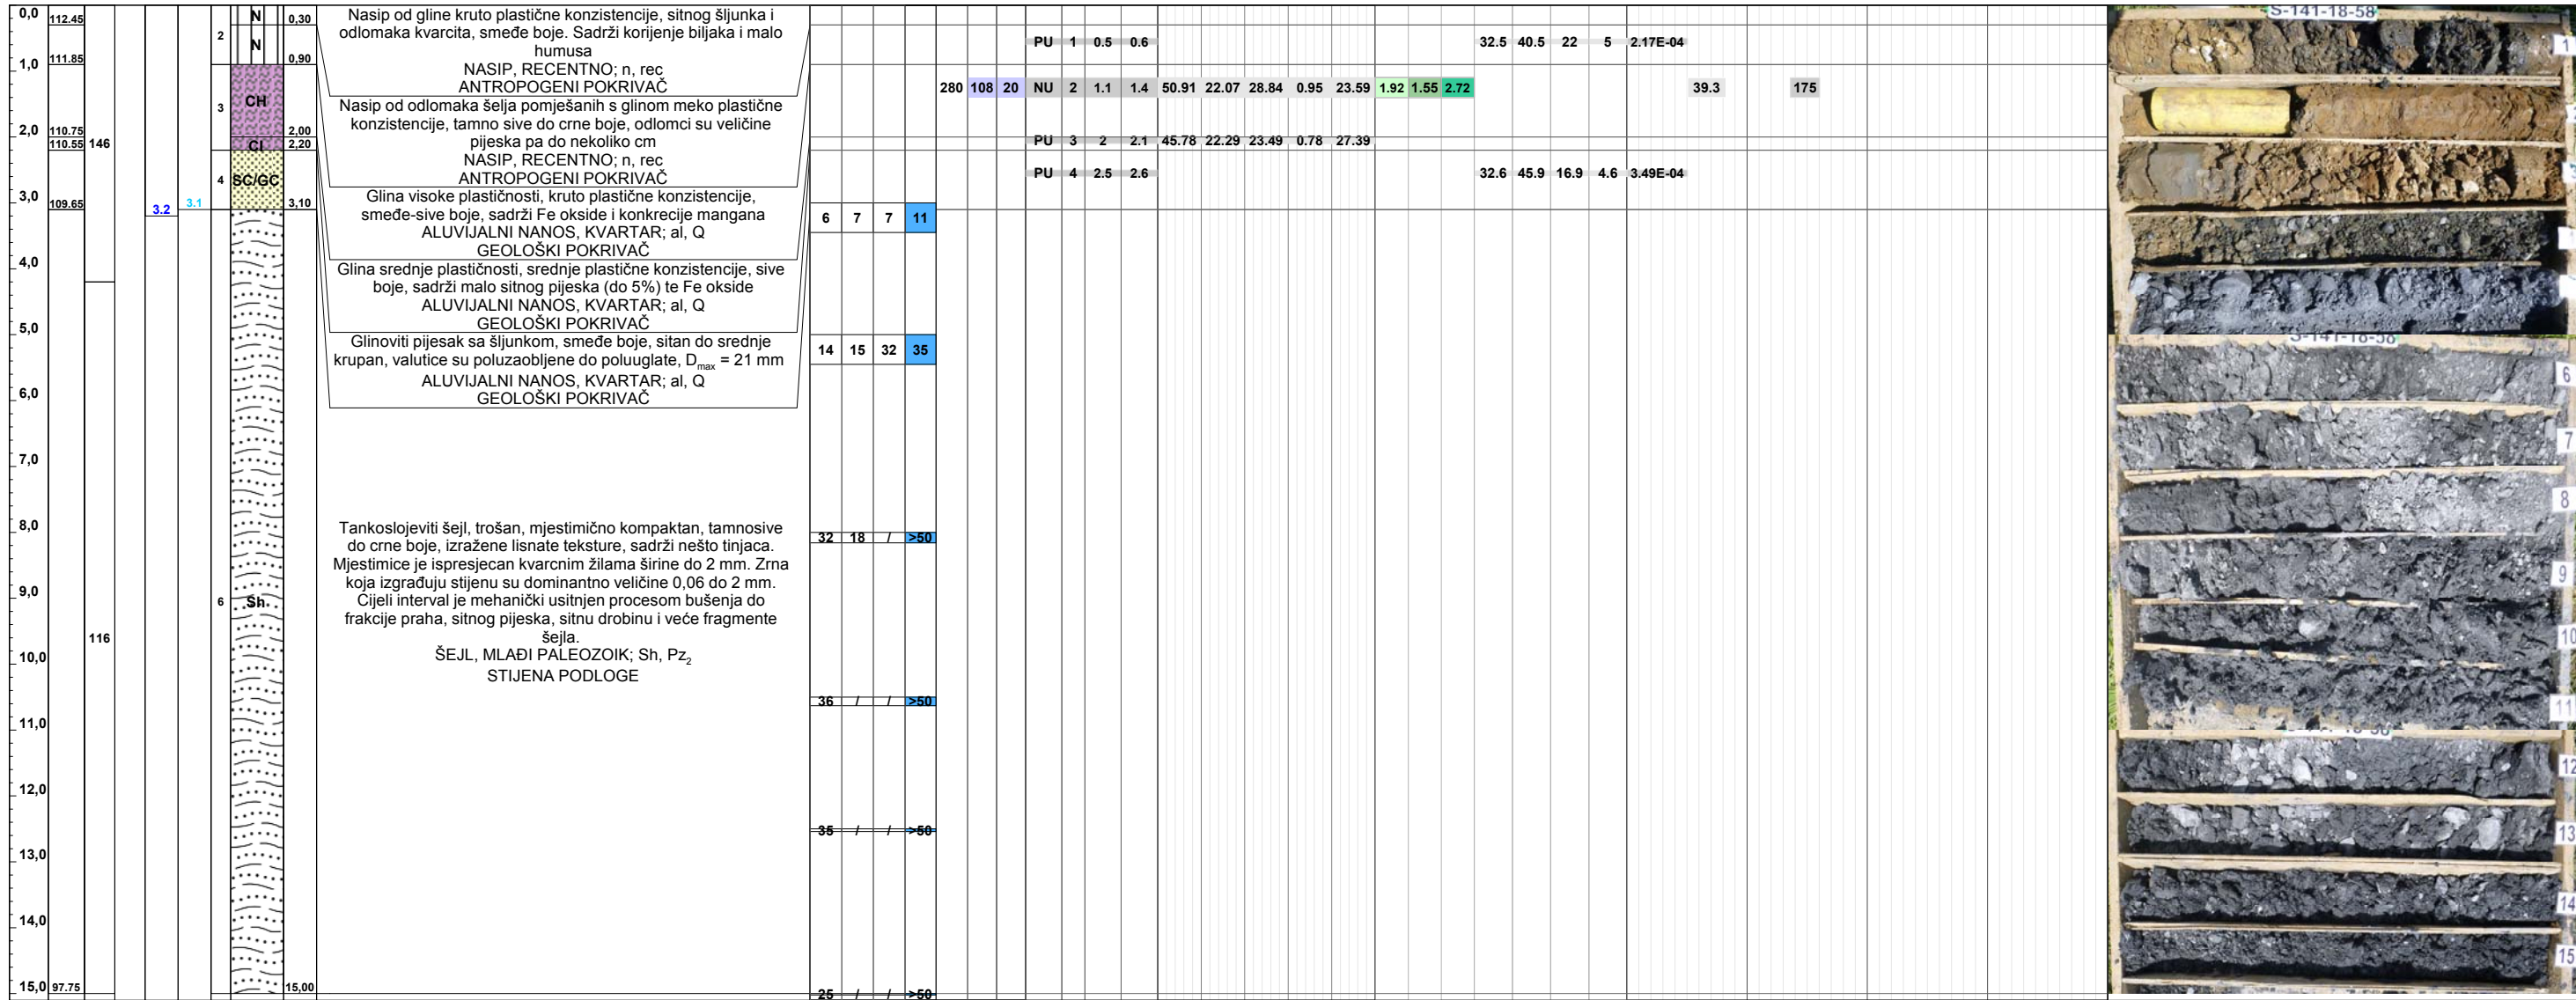 0,0
112.45
N
0,30
2
N
111.85
0,90
1,0
CH
3
2,0
110.75
2,00
110.55
146
CI
2,20
4
SC/GC
3,0
109.65
3.2
3.1
3,10
4,0
5,0
6,0
7,0
8,0
9,0
6
Sh
116
10,0
11,0
12,0
13,0
14,0
15,0
97.75
15,00
Nasip od gline kruto plastične konzistencije, sitnog šljunka i
odlomaka kvarcita, smeđe boje. Sadrži korijenje biljaka i malo
humusa
NASIP, RECENTNO; n, rec
ANTROPOGENI POKRIVAČ
Nasip od odlomaka šelja pomješanih s glinom meko plastične
konzistencije, tamno sive do crne boje, odlomci su veličine
pijeska pa do nekoliko cm
NASIP, RECENTNO; n, rec
ANTROPOGENI POKRIVAČ
Glina visoke plastičnosti, kruto plastične konzistencije,
smeđe-sive boje, sadrži Fe okside i konkrecije mangana
ALUVIJALNI NANOS, KVARTAR; al, Q
GEOLOŠKI POKRIVAČ
Glina srednje plastičnosti, srednje plastične konzistencije, sive
boje, sadrži malo sitnog pijeska (do 5%) te Fe okside
ALUVIJALNI NANOS, KVARTAR; al, Q
GEOLOŠKI POKRIVAČ
Glinoviti pijesak sa šljunkom, smeđe boje, sitan do srednje
krupan, valutice su poluzaobljene do poluuglate, Dmax = 21 mm
ALUVIJALNI NANOS, KVARTAR; al, Q
GEOLOŠKI POKRIVAČ
Tankoslojeviti šejl, trošan, mjestimično kompaktan, tamnosive
do crne boje, izražene lisnate teksture, sadrži nešto tinjaca.
Mjestimice je ispresjecan kvarcnim žilama širine do 2 mm. Zrna
koja izgrađuju stijenu su dominantno veličine 0,06 do 2 mm.
Cijeli interval je mehanički usitnjen procesom bušenja do
frakcije praha, sitnog pijeska, sitnu drobinu i veće fragmente
šejla.
ŠEJL, MLAĐI PALEOZOIK; Sh, Pz2
STIJENA PODLOGE
PU 1 0.5 0.6 32.5 40.5 22 5 2.17E-04
280 108 20 NU 2 1.1 1.4 50.91 22.07 28.84 0.95 23.59 1.92 1.55 2.72 39.3 175
PU 3 2 2.1 45.78 22.29 23.49 0.78 27.39
PU 4 2.5 2.6 32.6 45.9 16.9 4.6 3.49E-04
6 7 7 11
14 15 32 35
32 18 / >50
36 / / >50
35 / / >50
25 / / >50
S-141-18-58
1
S-141-18-58
6
7
8
9
10
11
12
13
14
15